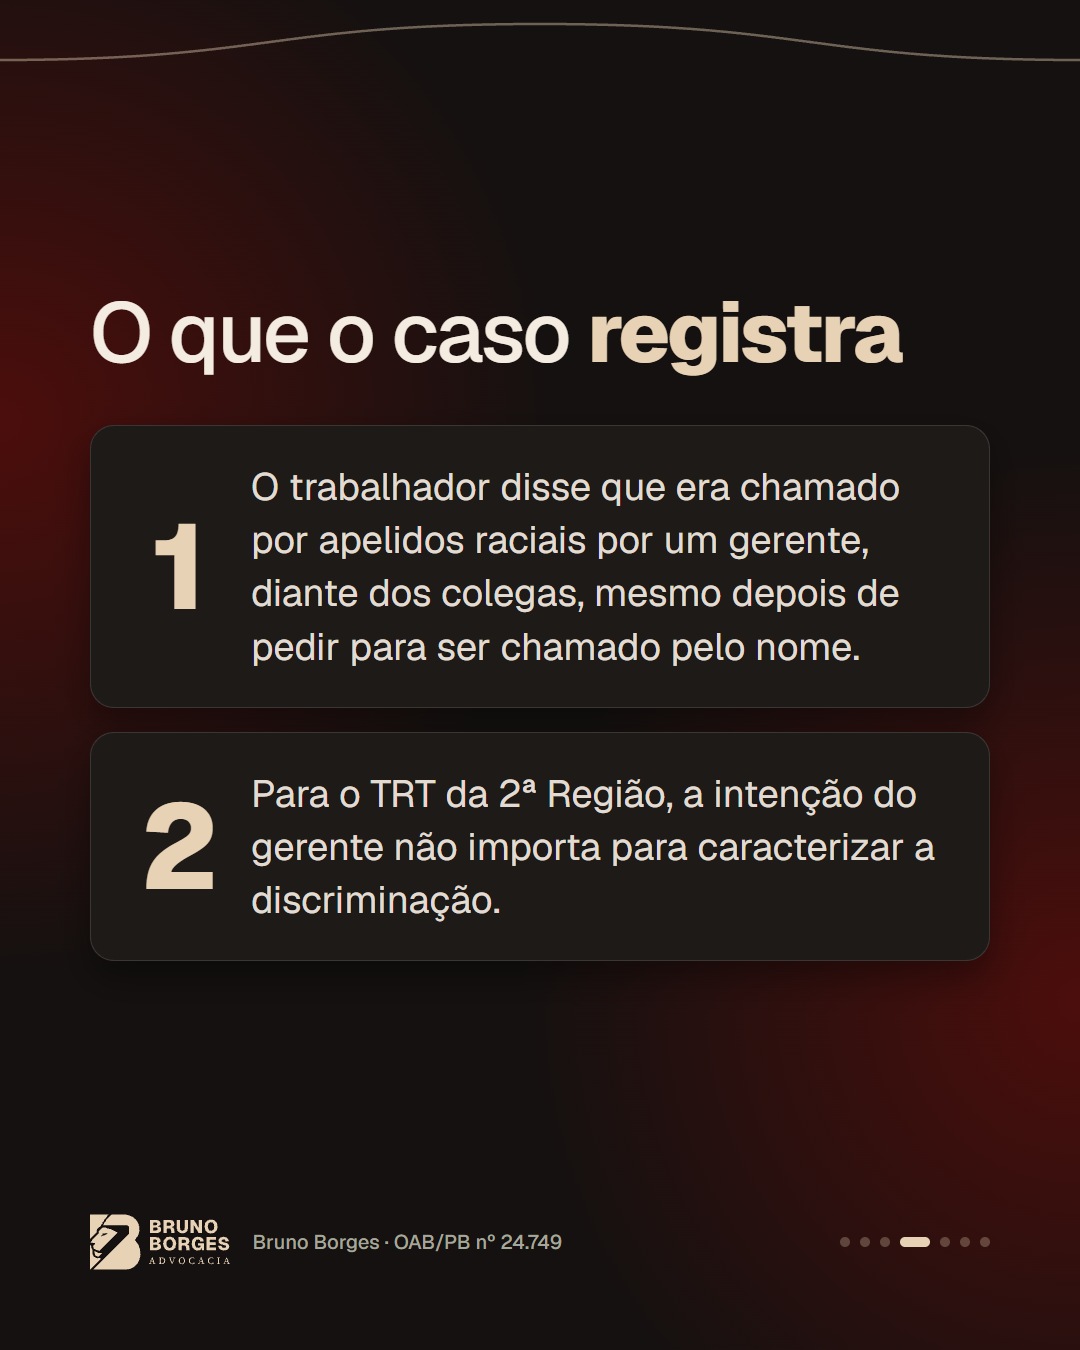 O que o caso registra
1
O trabalhador disse que era chamado
por apelidos raciais por um gerente,
diante dos colegas, mesmo depois de
pedir para ser chamado pelo nome.
2
Para o TRT da 2ª Região, a intenção do
gerente não importa para caracterizar a
discriminação.
BRUNO
BORGES
ADVOCACIA
Bruno Borges · OAB/PB nº 24.749